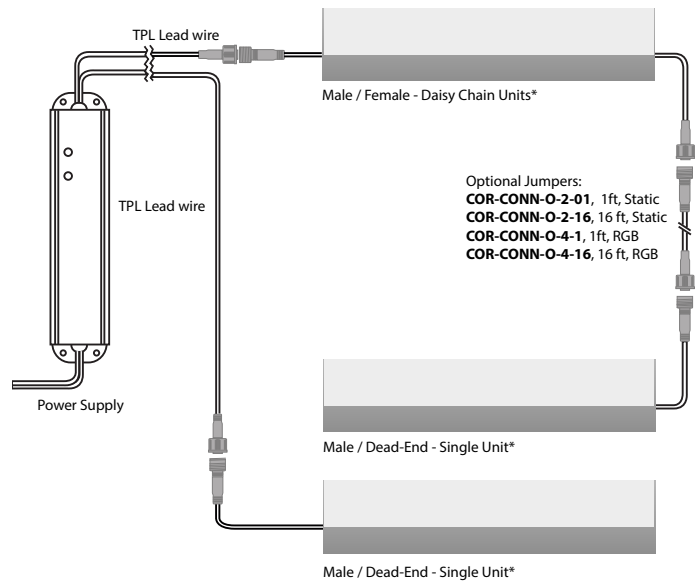 TPL Lead wire
Male / Female - Daisy Chain Units*
Optional Jumpers:
COR-CONN-O-2-01, 1ft, Static
COR-CONN-O-2-16, 16 ft, Static
COR-CONN-O-4-1, 1ft, RGB
COR-CONN-O-4-16, 16 ft, RGB
TPL Lead wire
Power Supply
Male / Dead-End - Single Unit*
Male / Dead-End - Single Unit*